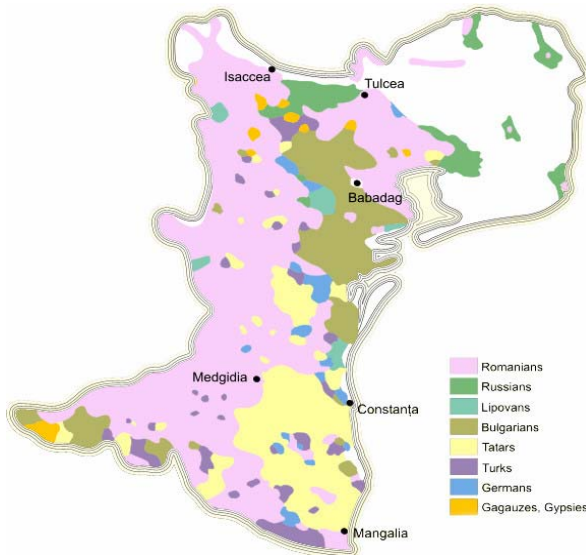 Isaccea
Tulcea
Babadag
Medgidia
Constanța
Mangalia
Romanians
Russians
Lipovans
Bulgarians
Tatars
Turks
Germans
Gagauzes, Gypsies